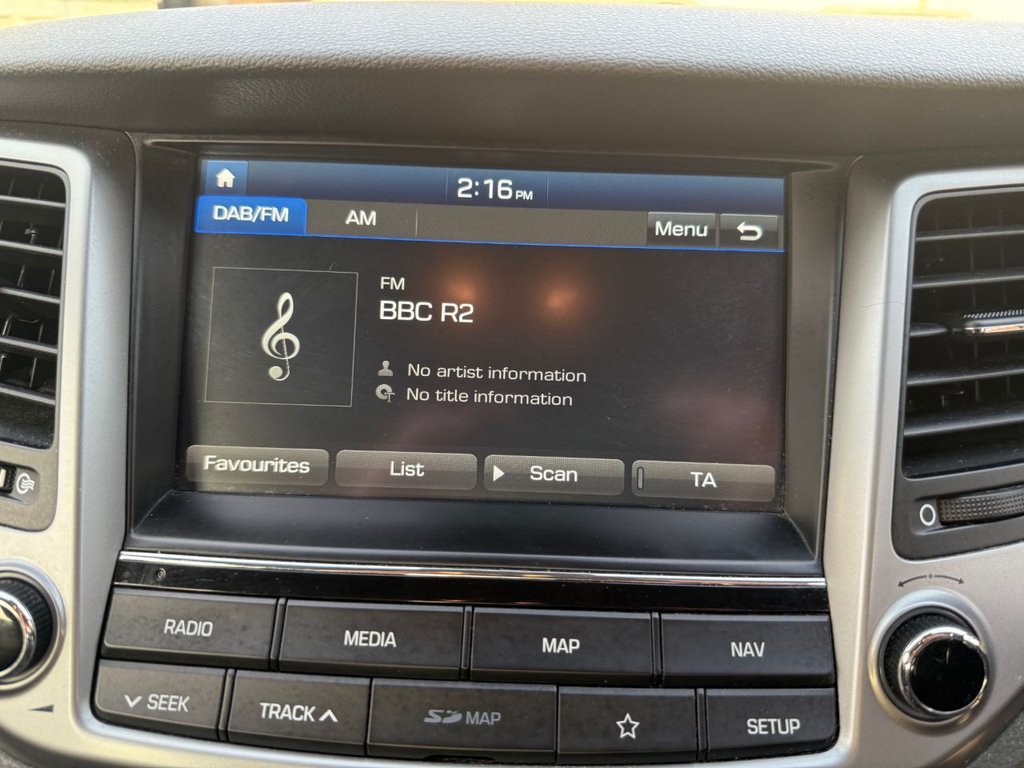 2:16 PM
DAB/FM AM Menu
FM
BBC R2
No artist information
No title information
Favourites List Scan TA
RADIO MEDIA MAP NAV
SEEK TRACK SD MAP SETUP